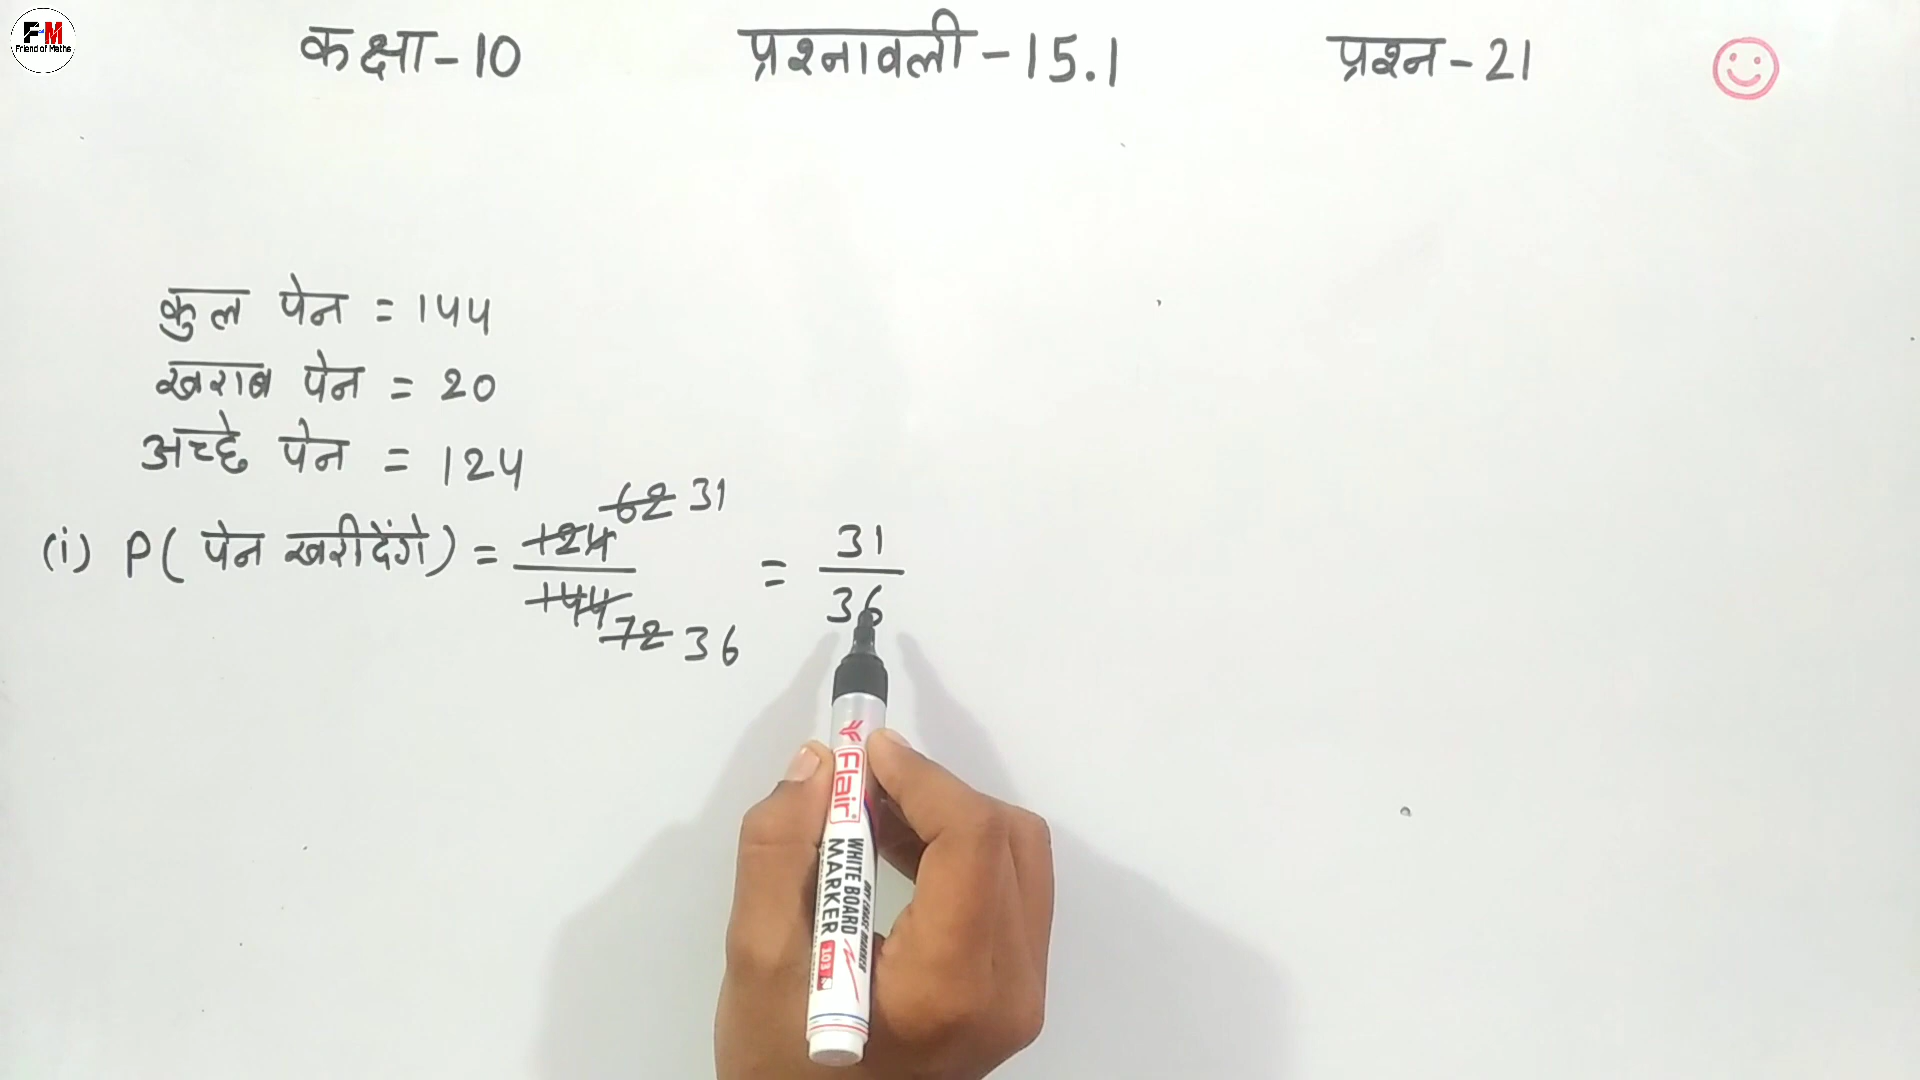 FM
Friend of Maths
कक्षा-10 प्रश्नावली-15.1 प्रश्न-21
कुल पेन = 144
खराब पेन = 20
अच्छे पेन = 124
(i) P( पेन खरीदेंगे) = 124/144 = 31/36
62 31
72 36
Flair
WHITE BOARD
MARKER